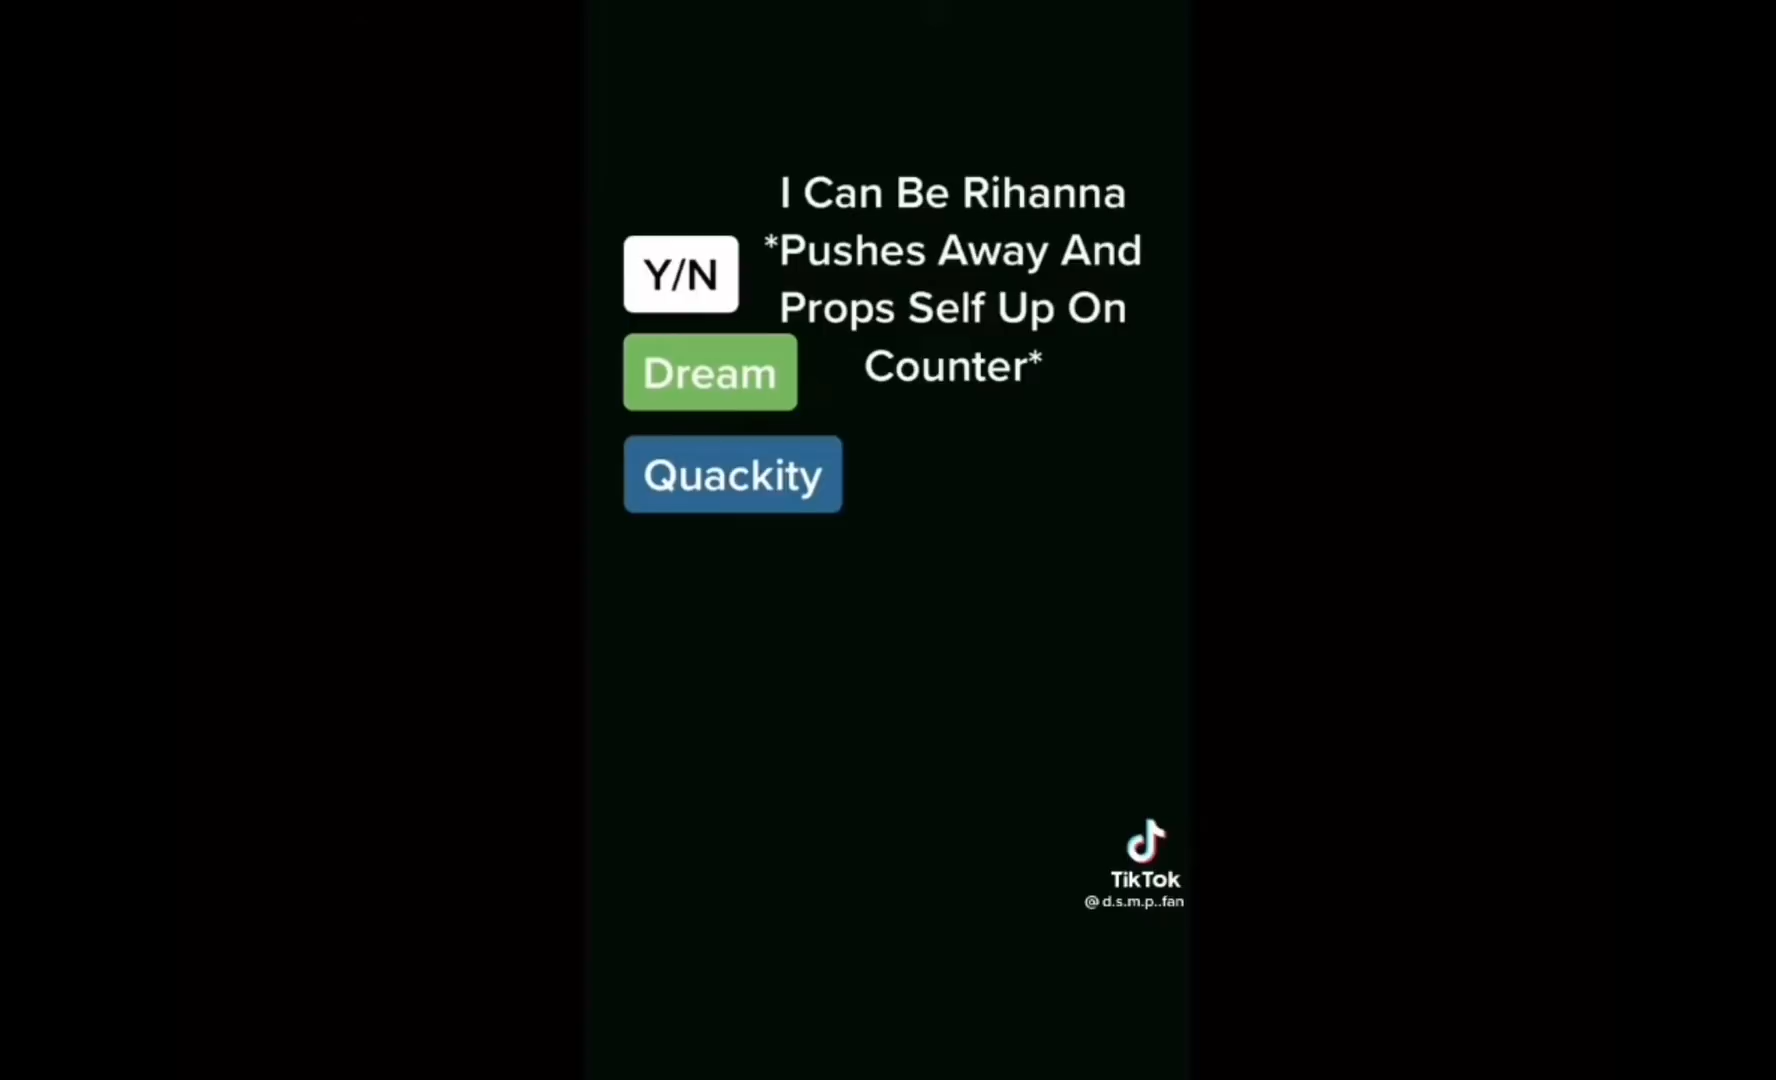 I Can Be Rihanna
*Pushes Away And
Props Self Up On
Counter*
Y/N
Dream
Quackity
TikTok
@d.s.m.p..fan